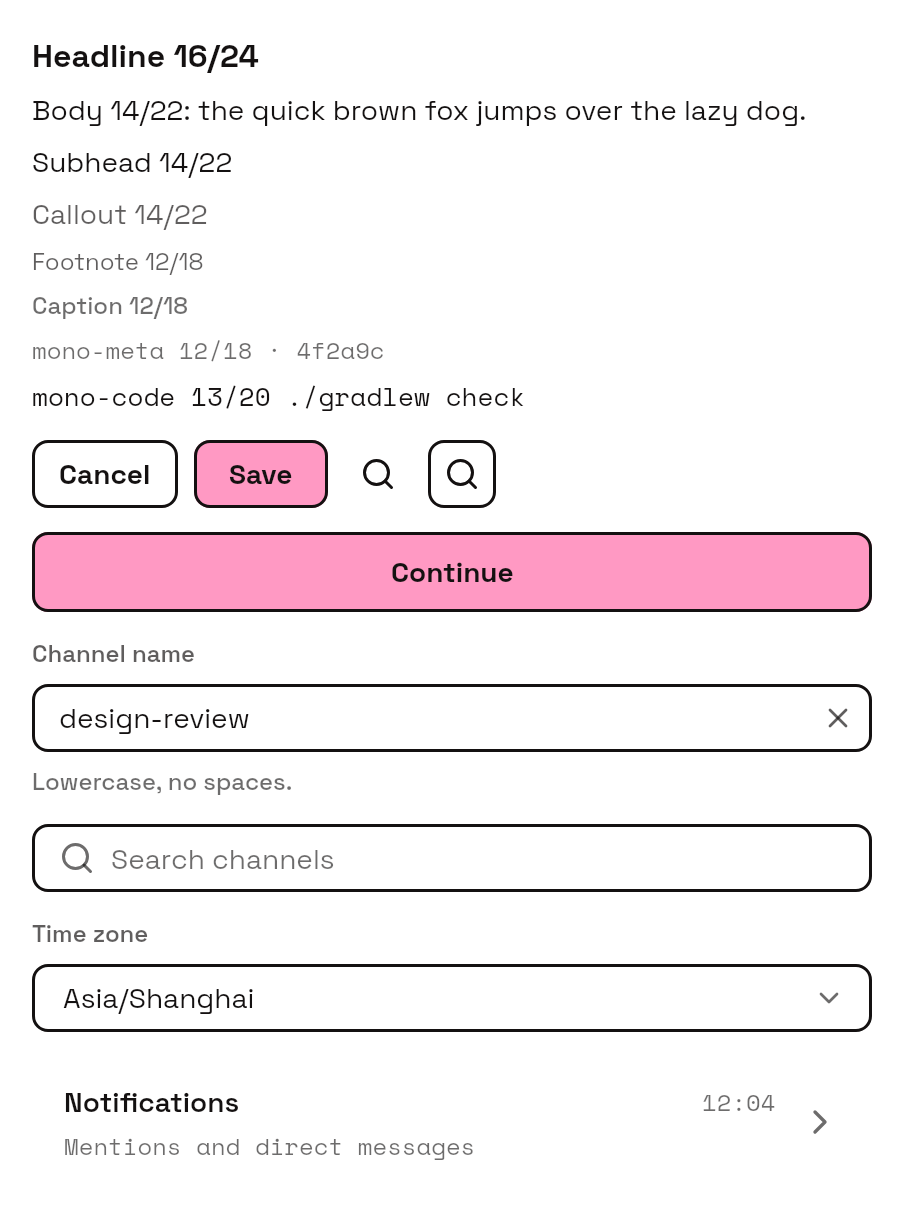 Headline 16/24
Body 14/22: the quick brown fox jumps over the lazy dog.
Subhead 14/22
Callout 14/22
Footnote 12/18
Caption 12/18
mono-meta 12/18 · 4f2a9c
mono-code 13/20 ./gradlew check
Cancel Save
Continue
Channel name
design-review
Lowercase, no spaces.
Search channels
Time zone
Asia/Shanghai
Notifications 12:04
Mentions and direct messages